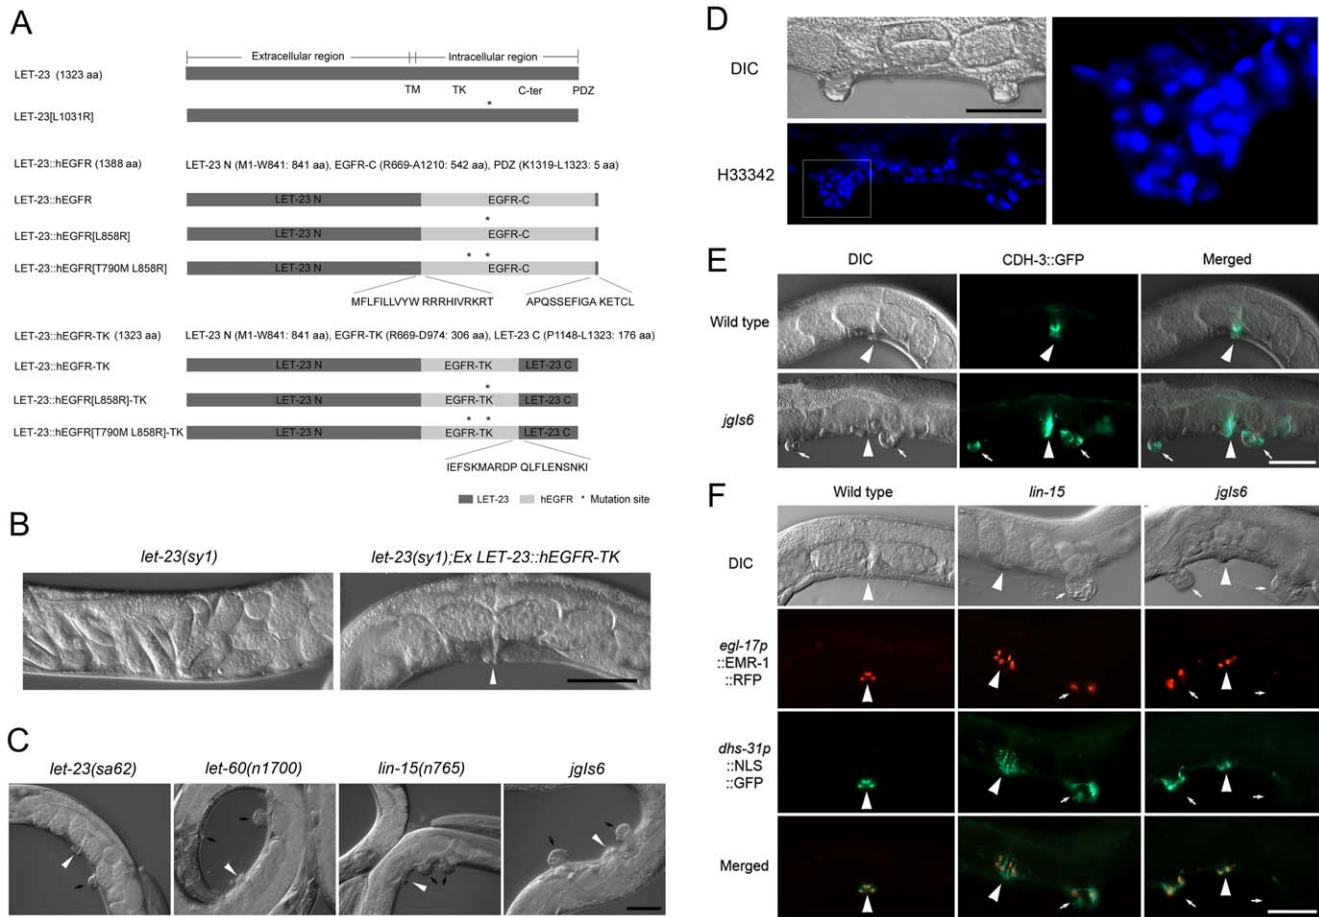 A
Extracellular region Intracellular region
LET-23 (1323 aa)
TM TK C-ter PDZ
*
LET-23[L1031R]
LET-23::hEGFR (1388 aa) LET-23 N (M1-W841: 841 aa), EGFR-C (R669-A1210: 542 aa), PDZ (K1319-L1323: 5 aa)
LET-23::hEGFR LET-23 N EGFR-C
*
LET-23::hEGFR[L858R] LET-23 N EGFR-C
* *
LET-23::hEGFR[T790M L858R] LET-23 N EGFR-C
MFLFILLVYW RRRHIVRKRT APQSSEFIGA KETCL
LET-23::hEGFR-TK (1323 aa) LET-23 N (M1-W841: 841 aa), EGFR-TK (R669-D974: 306 aa), LET-23 C (P1148-L1323: 176 aa)
LET-23::hEGFR-TK LET-23 N EGFR-TK LET-23 C
*
LET-23::hEGFR[L858R]-TK LET-23 N EGFR-TK LET-23 C
* *
LET-23::hEGFR[T790M L858R]-TK LET-23 N EGFR-TK LET-23 C
IEFSKMARDP QLFLENSNKI
LET-23 hEGFR * Mutation site
B
let-23(sy1) let-23(sy1);Ex LET-23::hEGFR-TK
C
let-23(sa62) let-60(n1700) lin-15(n765) jgIs6
D
DIC
H33342
E
DIC CDH-3::GFP Merged
Wild type
jgIs6
F
Wild type lin-15 jgIs6
DIC
egl-17p
::EMR-1
::RFP
dhs-31p
::NLS
::GFP
Merged